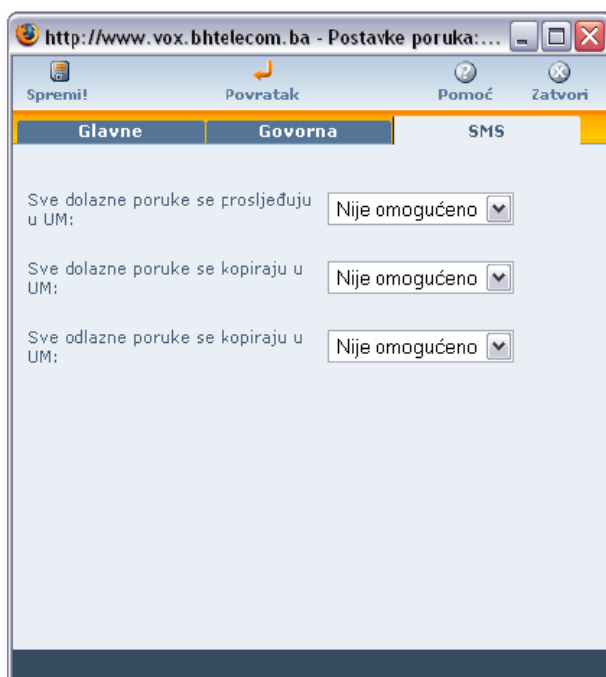 http://www.vox.bhtelecom.ba - Postavke poruka:...
Spremi! Povratak Pomoć Zatvori
Glavne Govorna SMS
Sve dolazne poruke se prosljeđuju
u UM:
Nije omogućeno
Sve dolazne poruke se kopiraju u
UM:
Nije omogućeno
Sve odlazne poruke se kopiraju u
UM:
Nije omogućeno